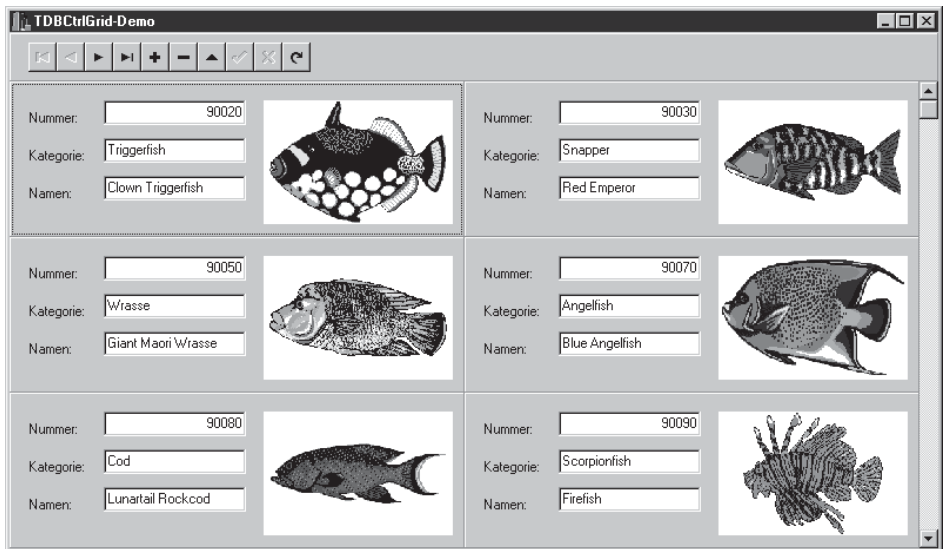 TDBCtrlGrid-Demo
Nummer: 90020
Kategorie: Triggerfish
Namen: Clown Triggerfish
Nummer: 90030
Kategorie: Snapper
Namen: Red Emperor
Nummer: 90050
Kategorie: Wrasse
Namen: Giant Maori Wrasse
Nummer: 90070
Kategorie: Angelfish
Namen: Blue Angelfish
Nummer: 90080
Kategorie: Cod
Namen: Lunartail Rockcod
Nummer: 90090
Kategorie: Scorpionfish
Namen: Firefish